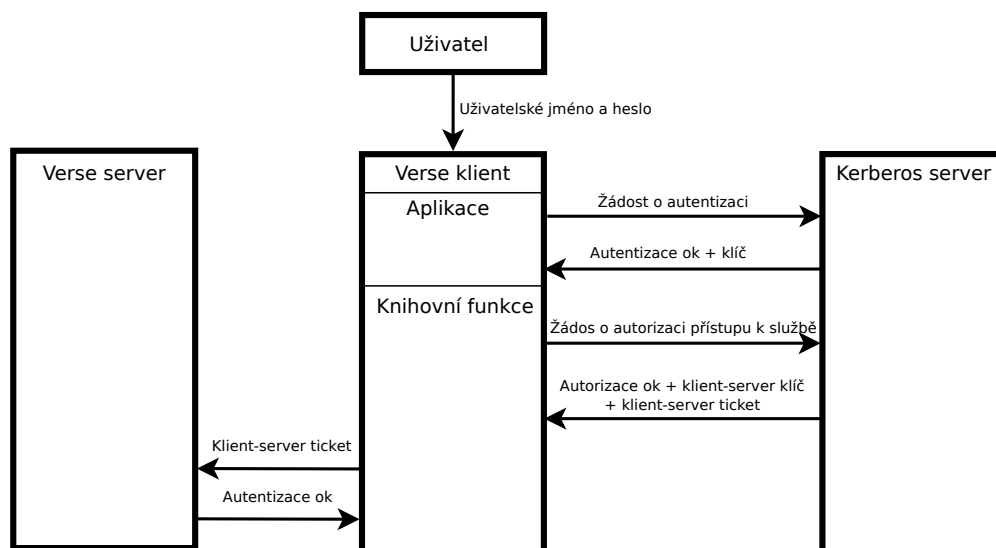 Uživatel
Uživatelské jméno a heslo
Verse server
Verse klient
Kerberos server
Aplikace
Žádost o autentizaci
Autentizace ok + klíč
Knihovní funkce
Žádos o autorizaci přístupu k službě
Autorizace ok + klient-server klíč
+ klient-server ticket
Klient-server ticket
Autentizace ok